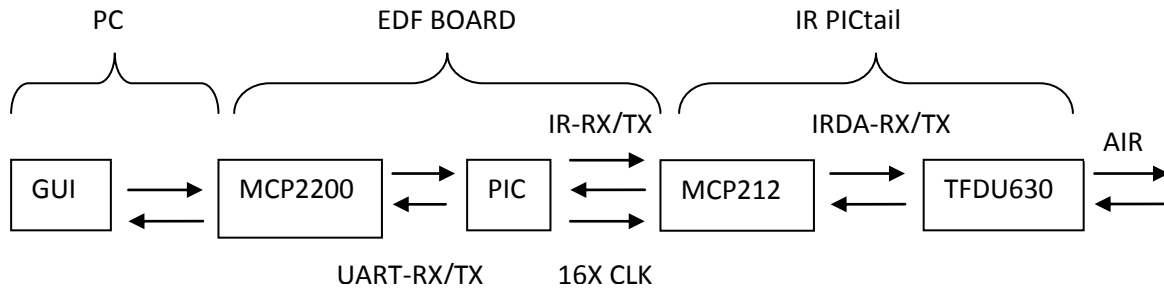 PC EDF BOARD IR PICtail
IR-RX/TX IRDA-RX/TX
AIR
GUI MCP2200 PIC MCP212 TFDU630
UART-RX/TX 16X CLK